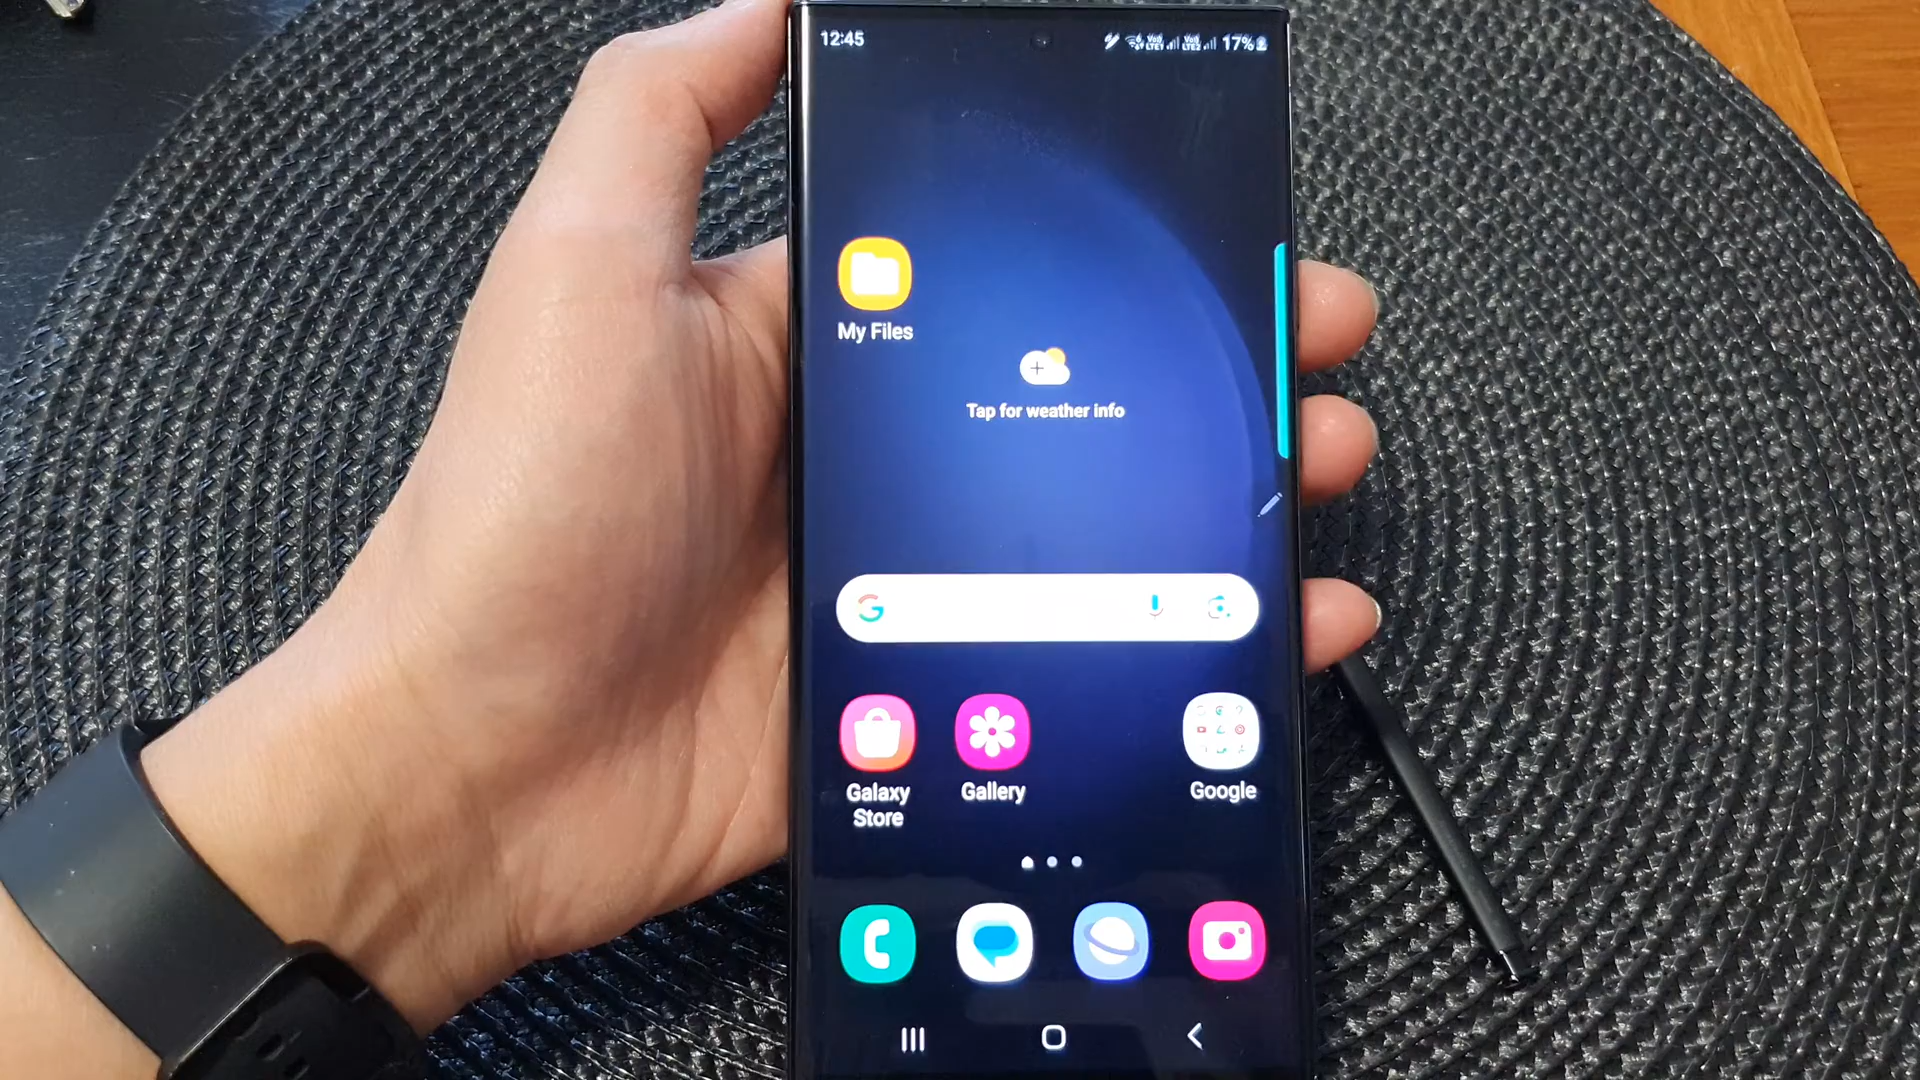 12:45
17%
My Files
Tap for weather info
G
Galaxy
Store
Gallery
Google